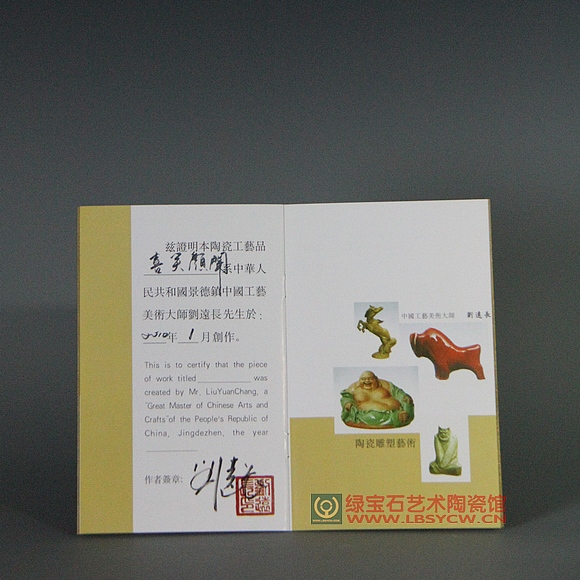 兹證明本陶瓷工藝品
喜笑顏開系中華人
民共和國景德鎮中國工藝
美術大師劉遠長先生於：
2010年1月創作。
This is to certify that the piece
of work titled____________was
created by Mr. LiuYuanChang, a
"Great Master of Chinese Arts and
Crafts"of the People's Republic of
China, Jingdezhen, the year
__________
作者簽章：
中國工藝美術大師 劉遠長
陶瓷雕塑藝術
绿宝石艺术陶瓷馆
WWW.LBSYCW.CN